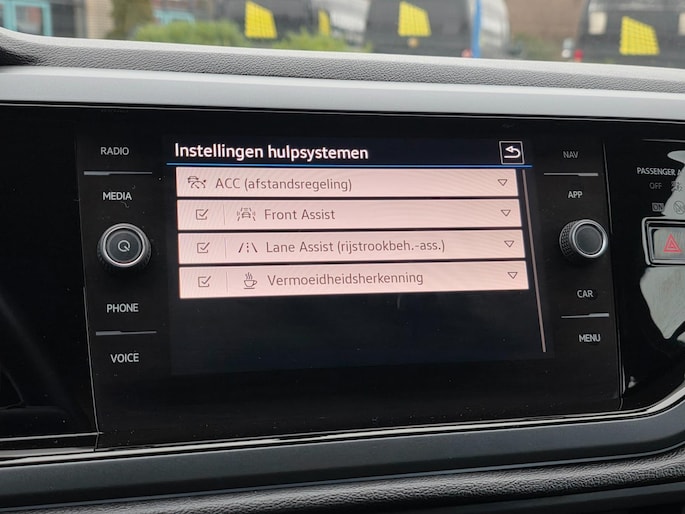 RADIO
MEDIA
PHONE
VOICE
Instellingen hulpsystemen
ACC (afstandsregeling)
Front Assist
Lane Assist (rijstrookbeh.-ass.)
Vermoeidheidsherkenning
NAV
APP
CAR
MENU
PASSENGER A
OFF
ON